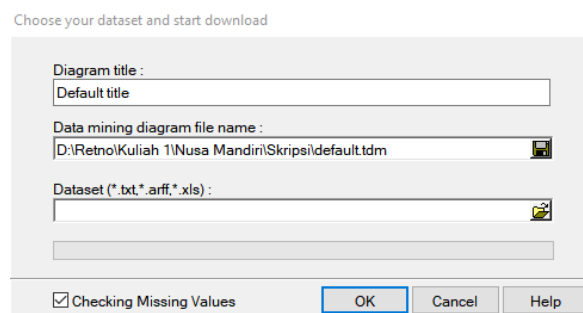 Choose your dataset and start download
Diagram title :
Default title
Data mining diagram file name :
D:\Retno\Kuliah 1\Nusa Mandiri\Skripsi\default.tdm
Dataset (*.txt,*.arff,*.xls) :
Checking Missing Values
OK
Cancel
Help